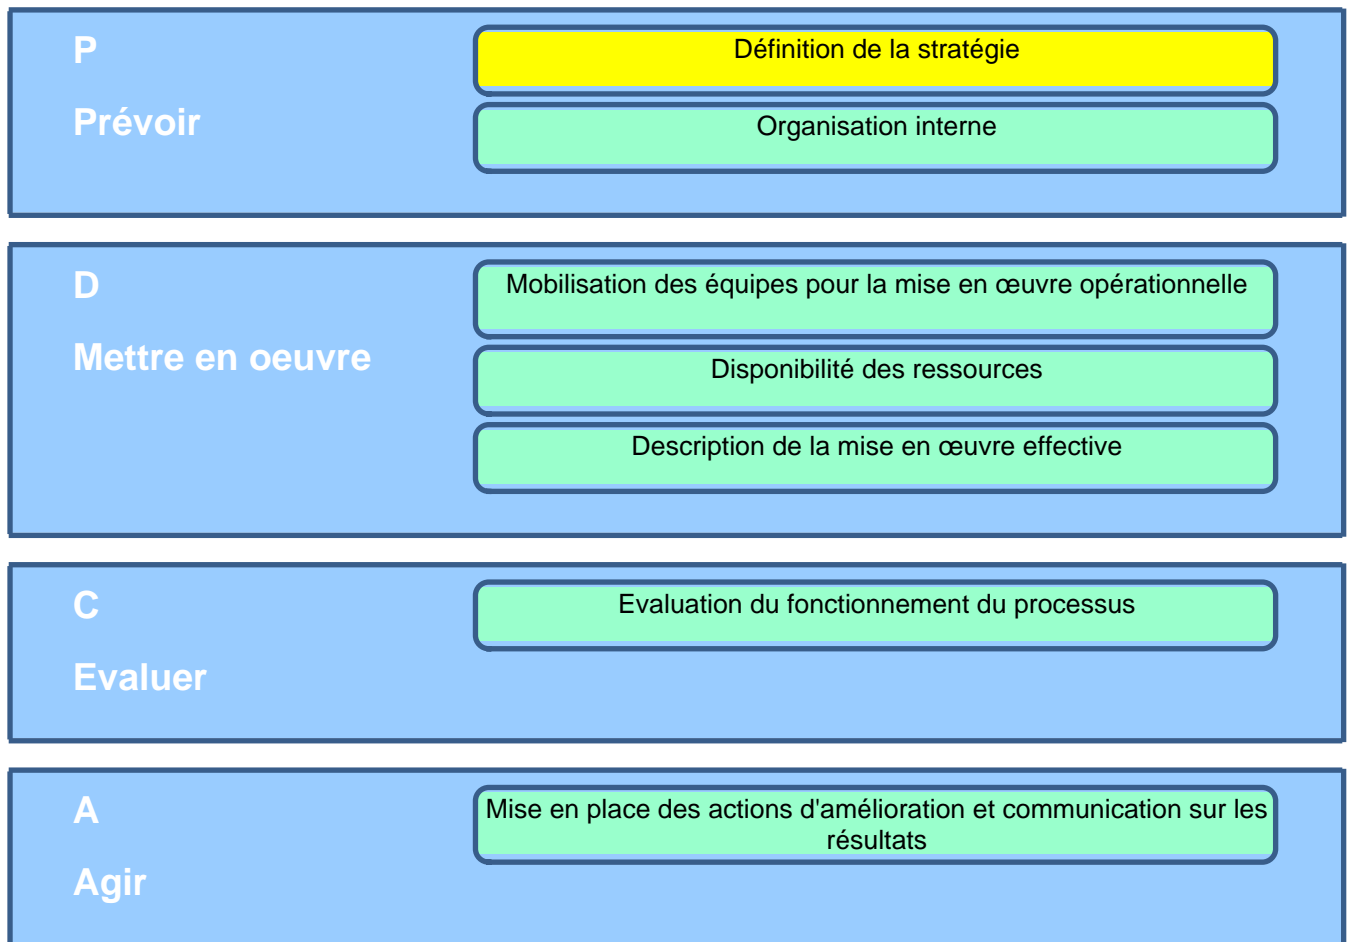 P
Prévoir
Définition de la stratégie
Organisation interne
D
Mettre en oeuvre
Mobilisation des équipes pour la mise en œuvre opérationnelle
Disponibilité des ressources
Description de la mise en œuvre effective
C
Evaluer
Evaluation du fonctionnement du processus
A
Agir
Mise en place des actions d'amélioration et communication sur les
résultats